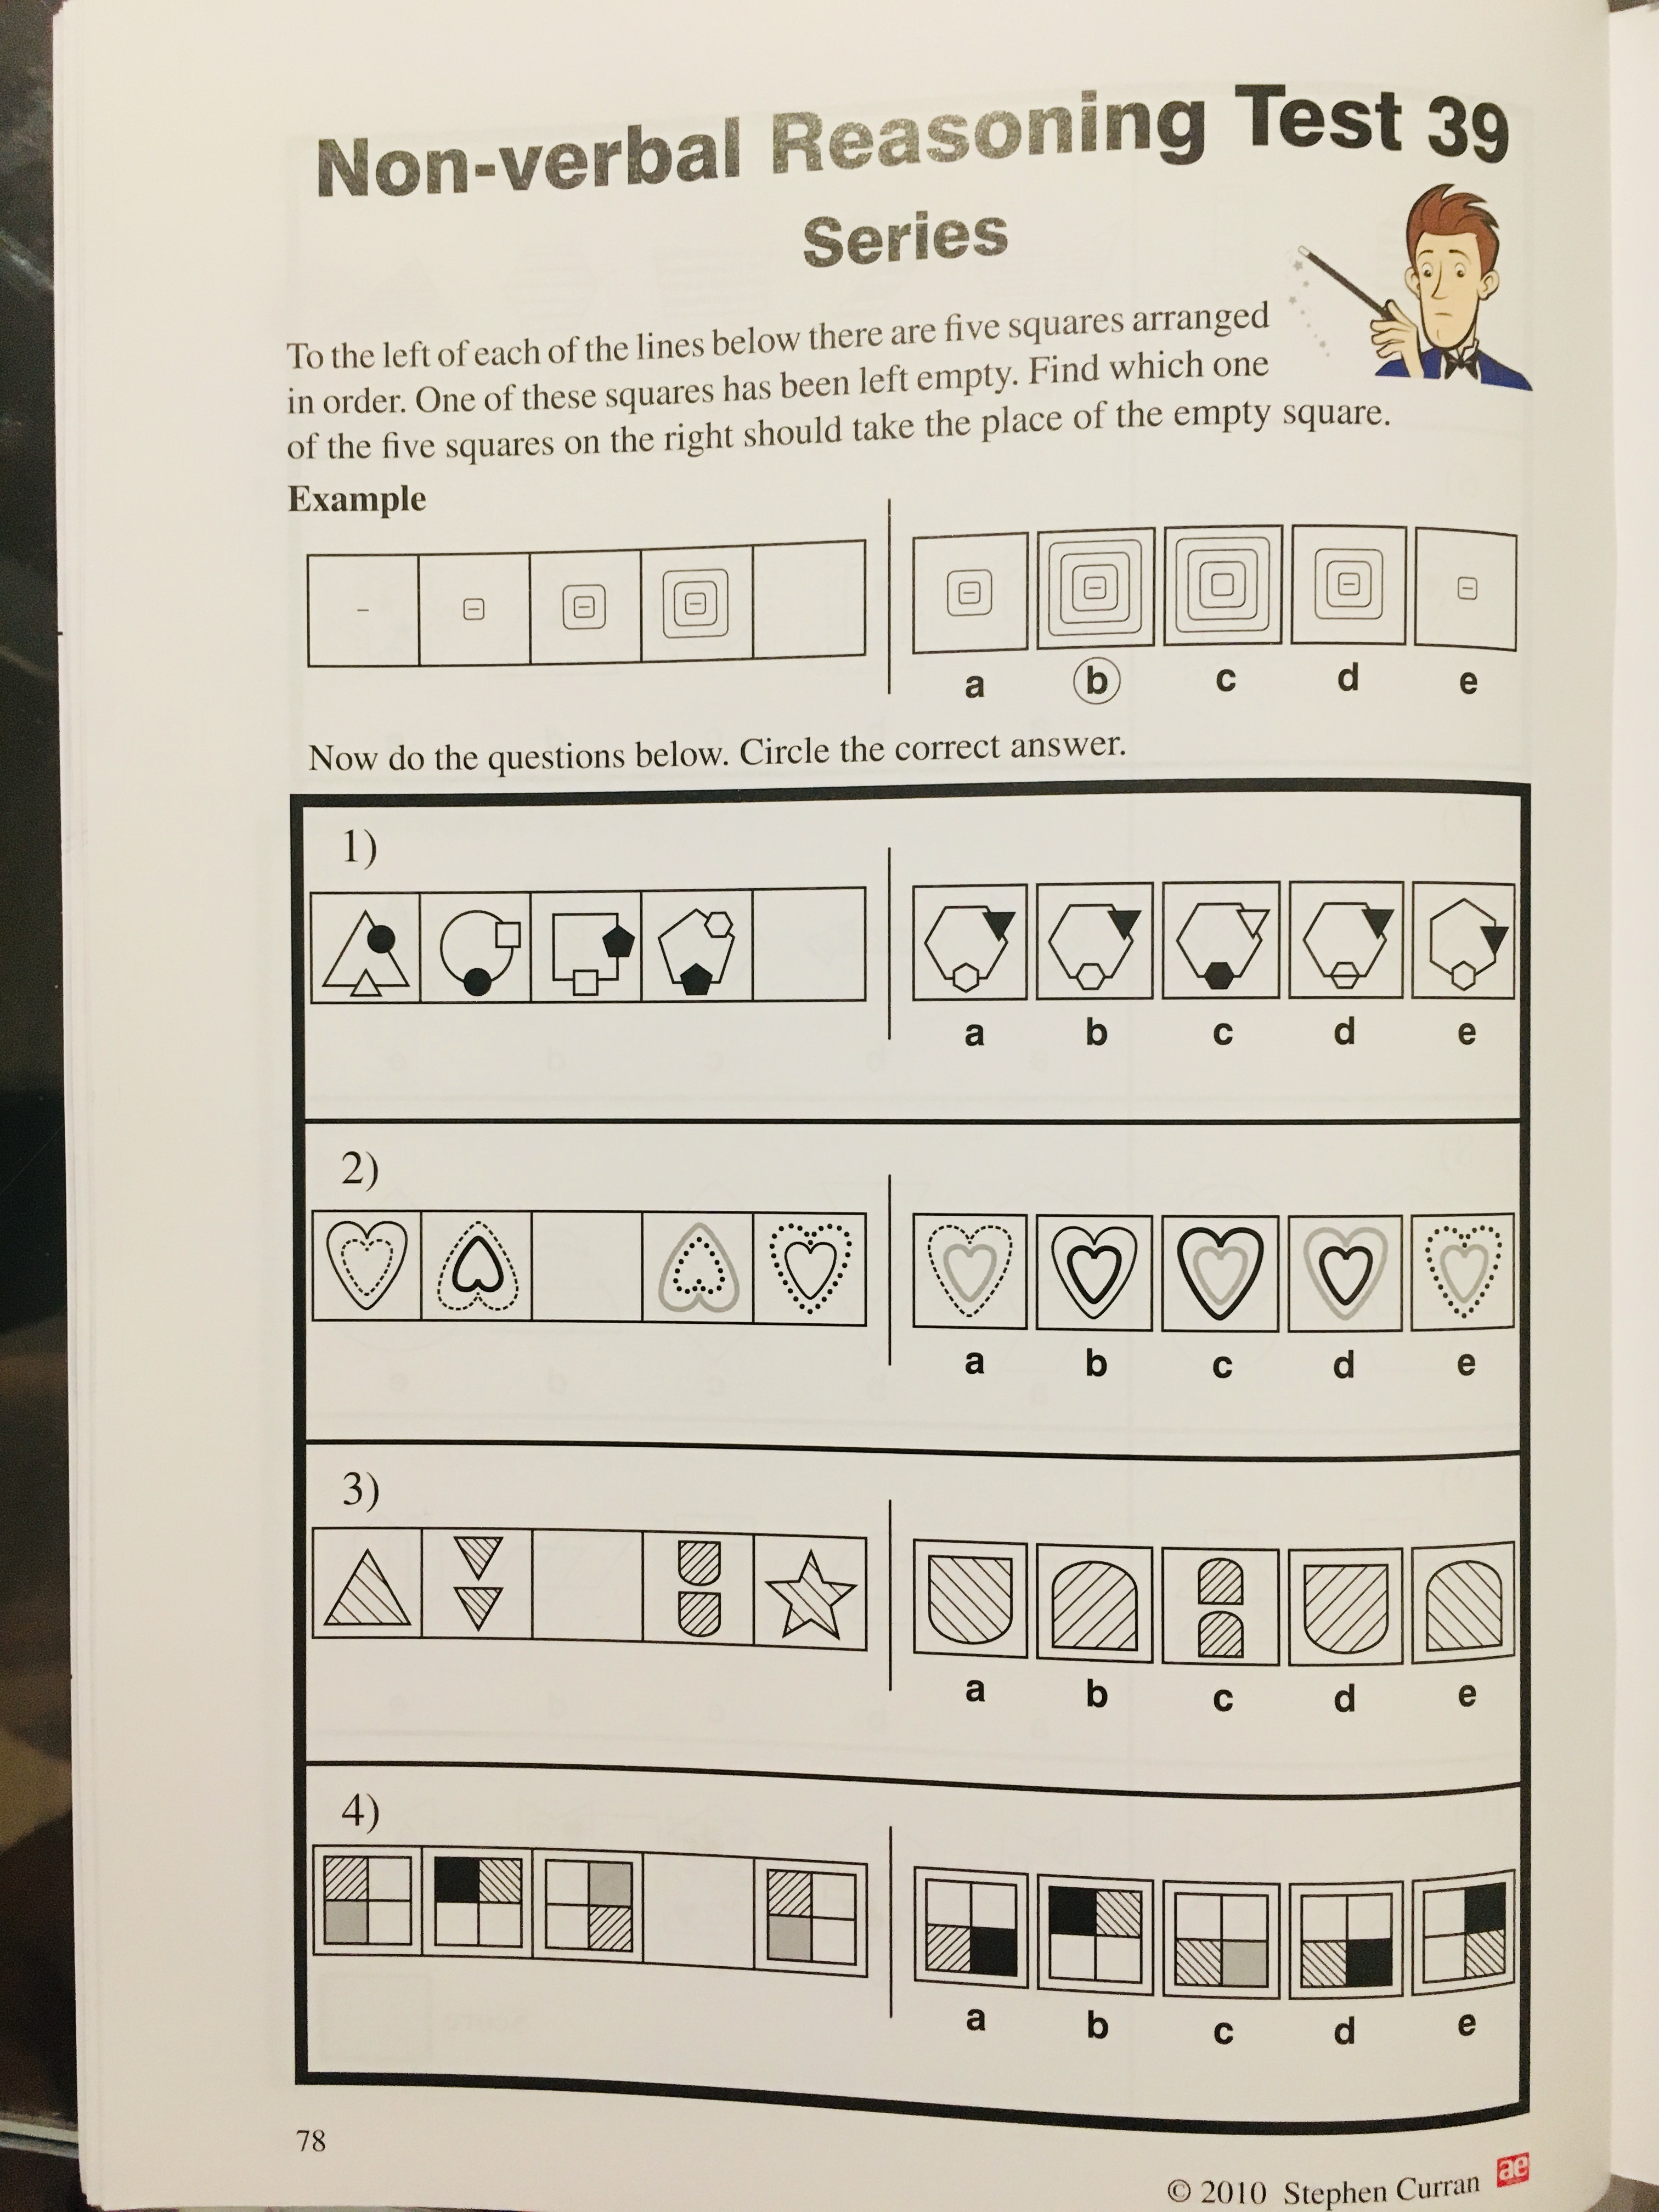 Non-verbal Reasoning Test 39
Series
To the left of each of the lines below there are five squares arranged
in order. One of these squares has been left empty. Find which one
of the five squares on the right should take the place of the empty square.
Example
a b c d e
Now do the questions below. Circle the correct answer.
1)
a b c d e
2)
a b c d e
3)
a b c d e
4)
a b c d e
78
© 2010 Stephen Curran
ae